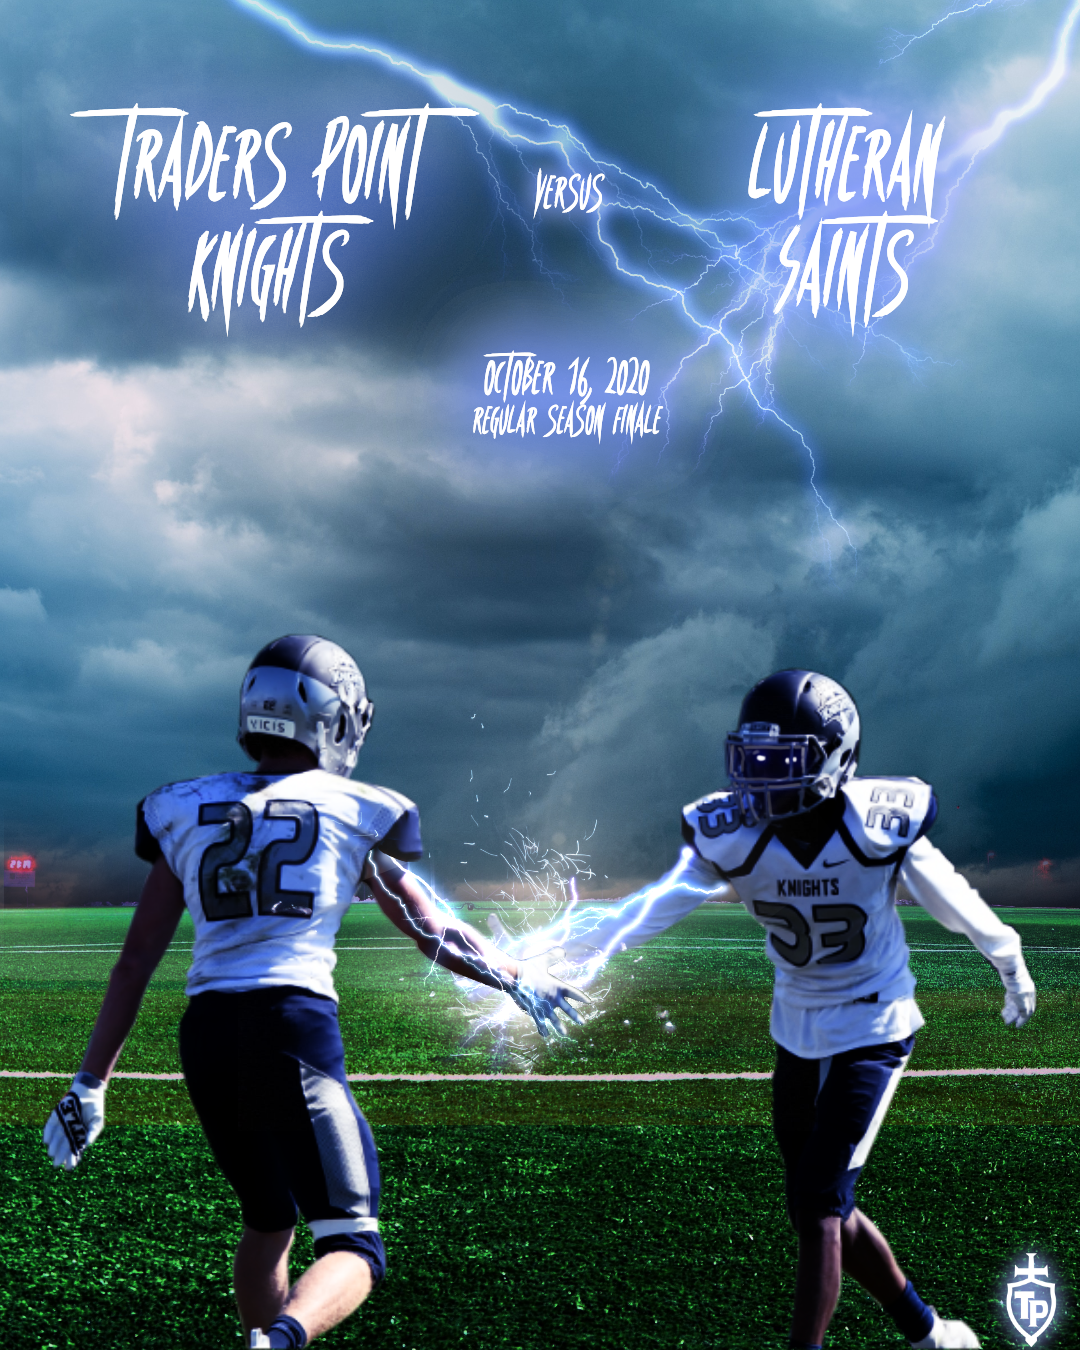 TRADERS POINT
KNIGHTS
VERSUS
LUTHERAN
SAINTS
OCTOBER 16, 2020
REGULAR SEASON FINALE
VICIS
22
33
33
KNIGHTS
33
TP